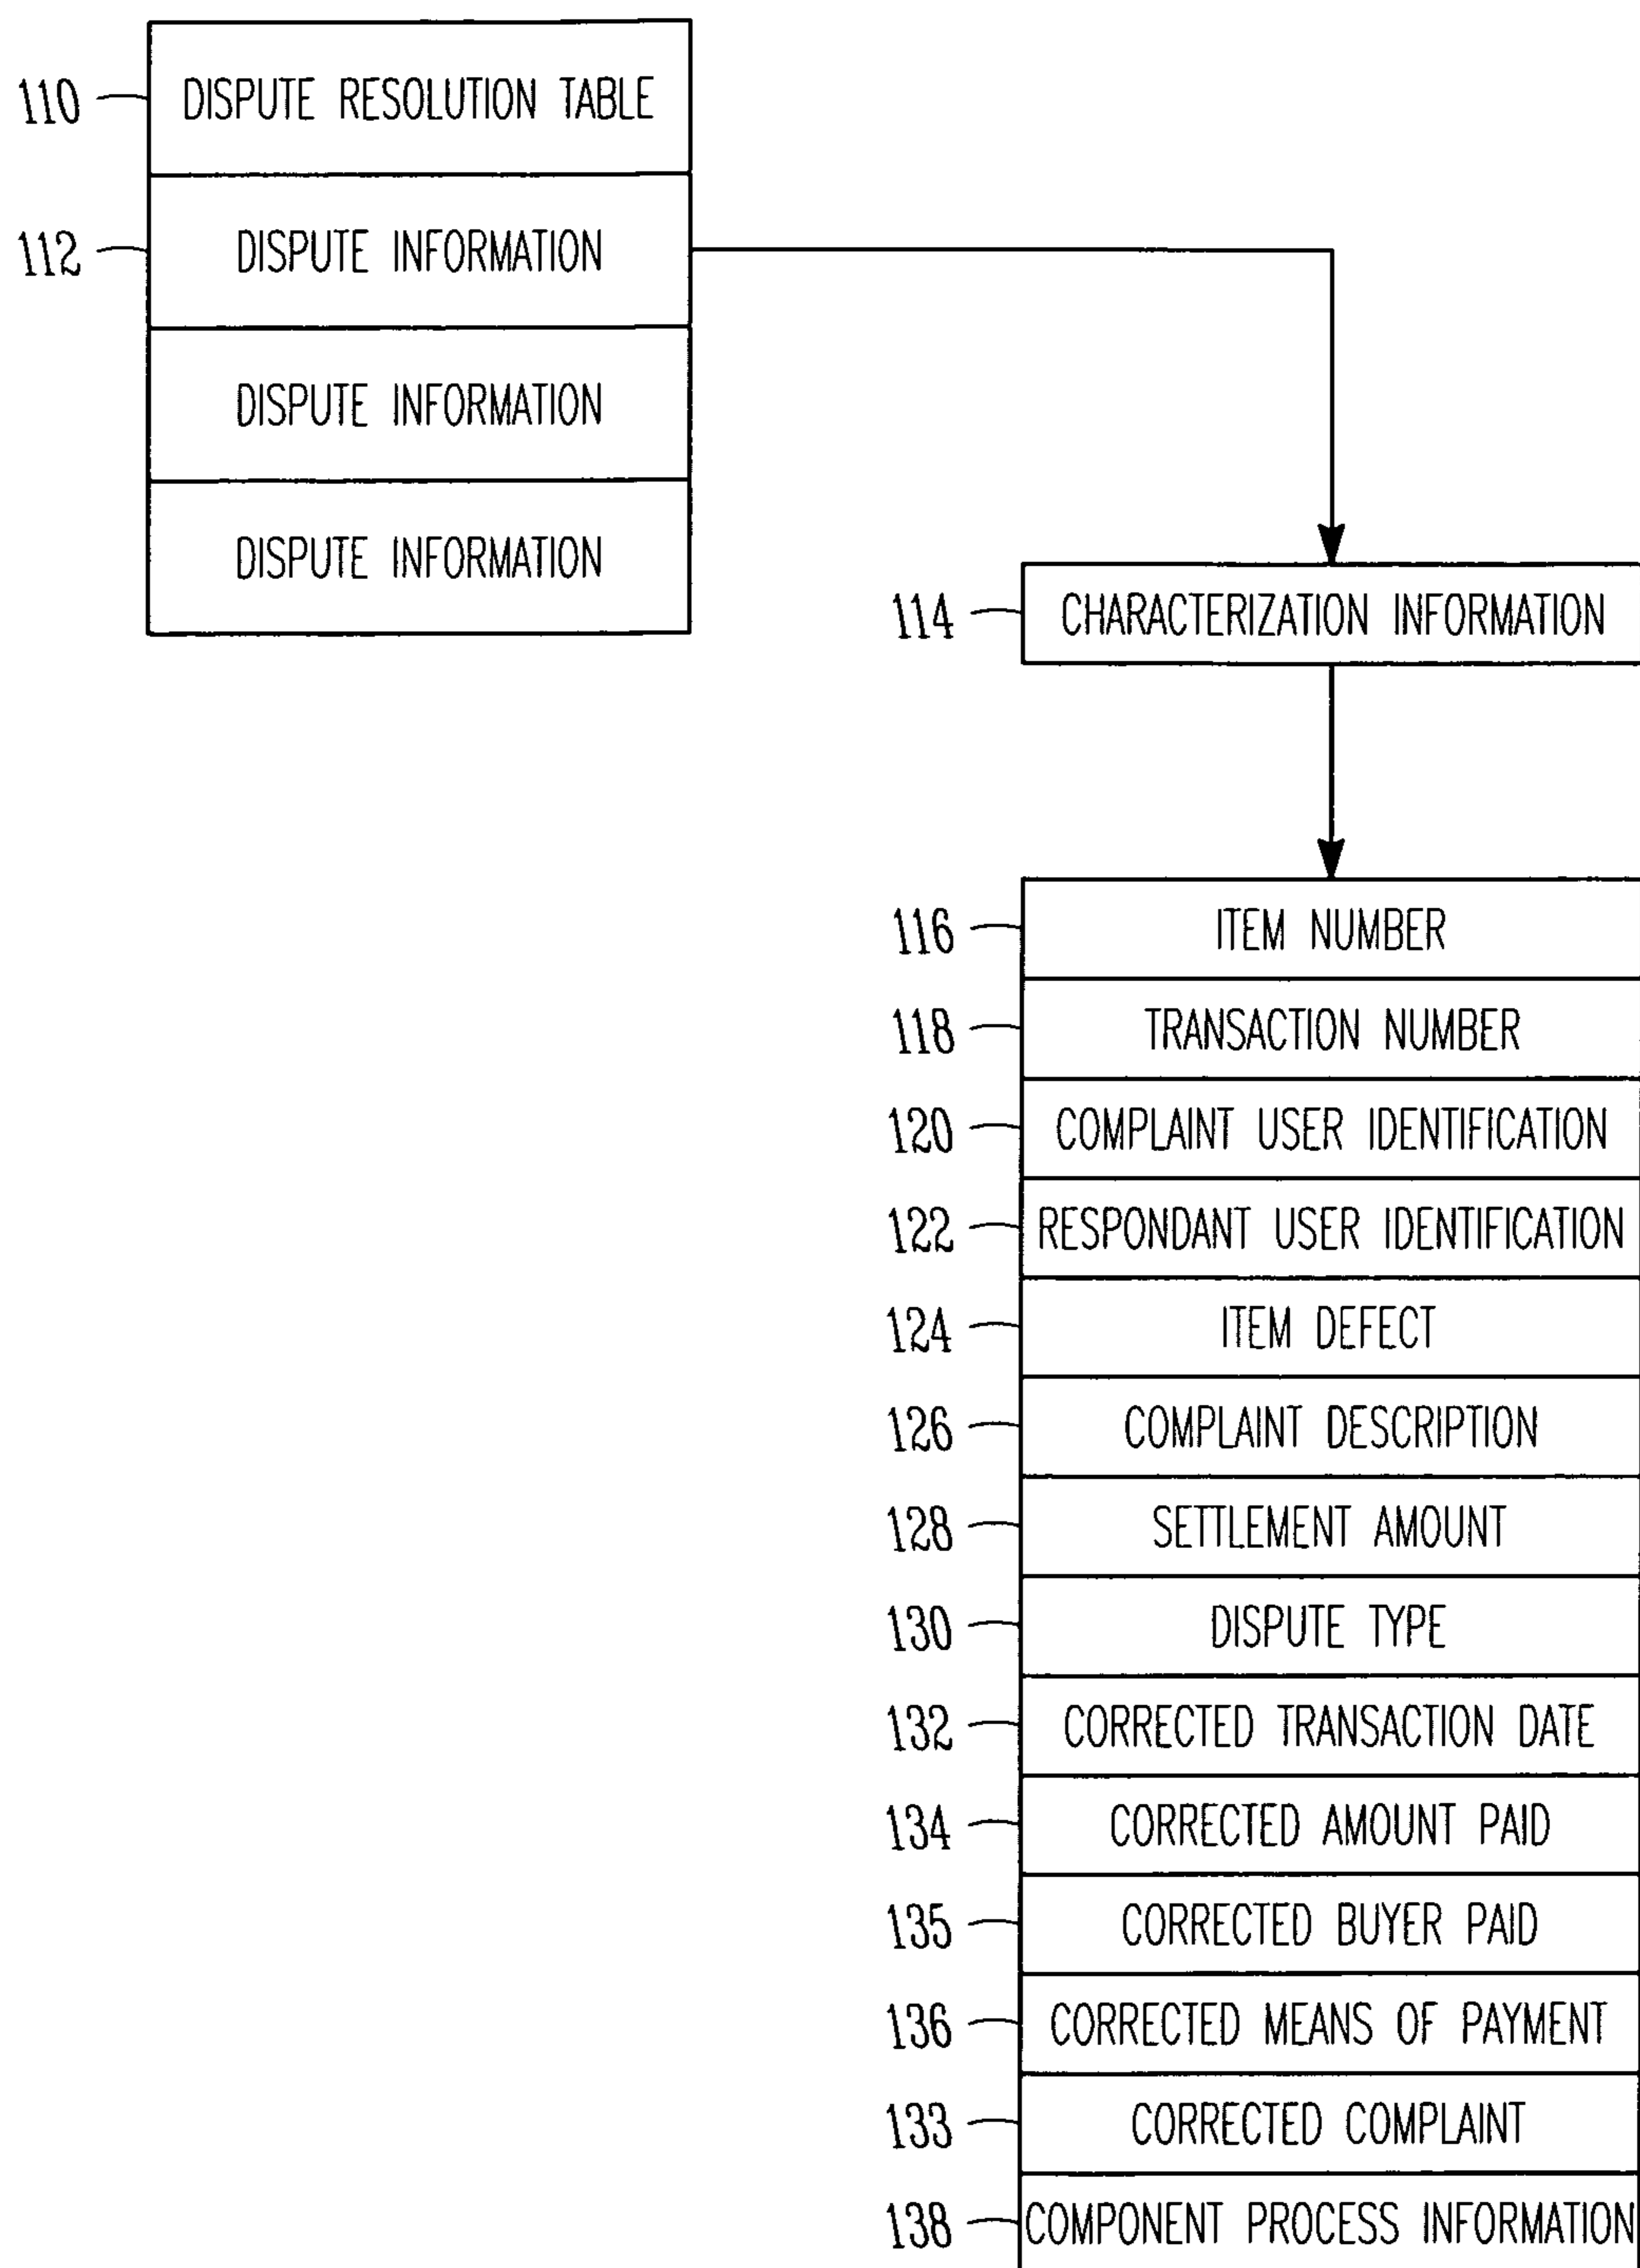 110 DISPUTE RESOLUTION TABLE
112 DISPUTE INFORMATION
DISPUTE INFORMATION
DISPUTE INFORMATION
114 CHARACTERIZATION INFORMATION
116 ITEM NUMBER
118 TRANSACTION NUMBER
120 COMPLAINT USER IDENTIFICATION
122 RESPONDANT USER IDENTIFICATION
124 ITEM DEFECT
126 COMPLAINT DESCRIPTION
128 SETTLEMENT AMOUNT
130 DISPUTE TYPE
132 CORRECTED TRANSACTION DATE
134 CORRECTED AMOUNT PAID
135 CORRECTED BUYER PAID
136 CORRECTED MEANS OF PAYMENT
133 CORRECTED COMPLAINT
138 COMPONENT PROCESS INFORMATION